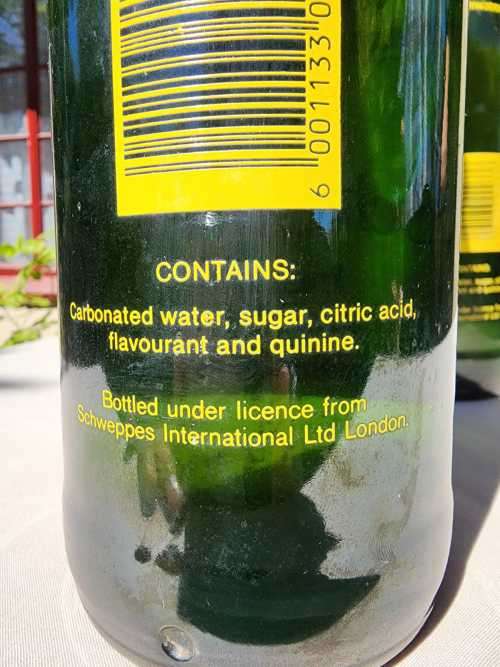 6 001133 0
CONTAINS:
Carbonated water, sugar, citric acid,
flavourant and quinine.
Bottled under licence from
Schweppes International Ltd London.